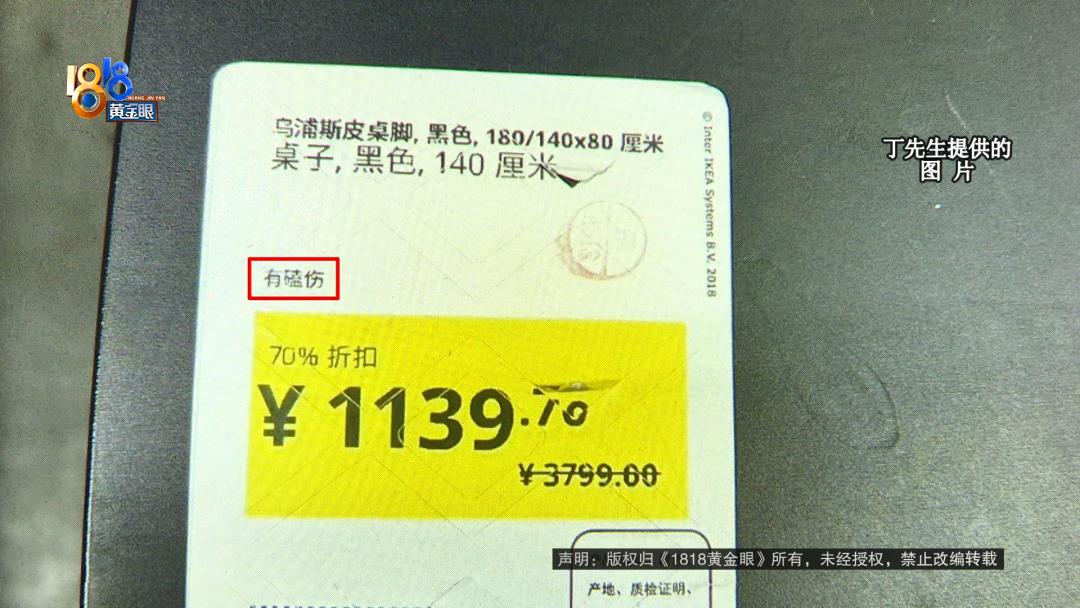 1818
HUANG JIN YAN
黄金眼
丁先生提供的
图 片
乌浦斯皮桌脚, 黑色, 180/140x80 厘米
桌子, 黑色, 140 厘米
© Inter IKEA Systems B.V. 2018
有磕伤
70% 折扣
¥ 1139.70
¥ 3799.00
声明：版权归《1818黄金眼》所有，未经授权，禁止改编转载
产地、质检证明、